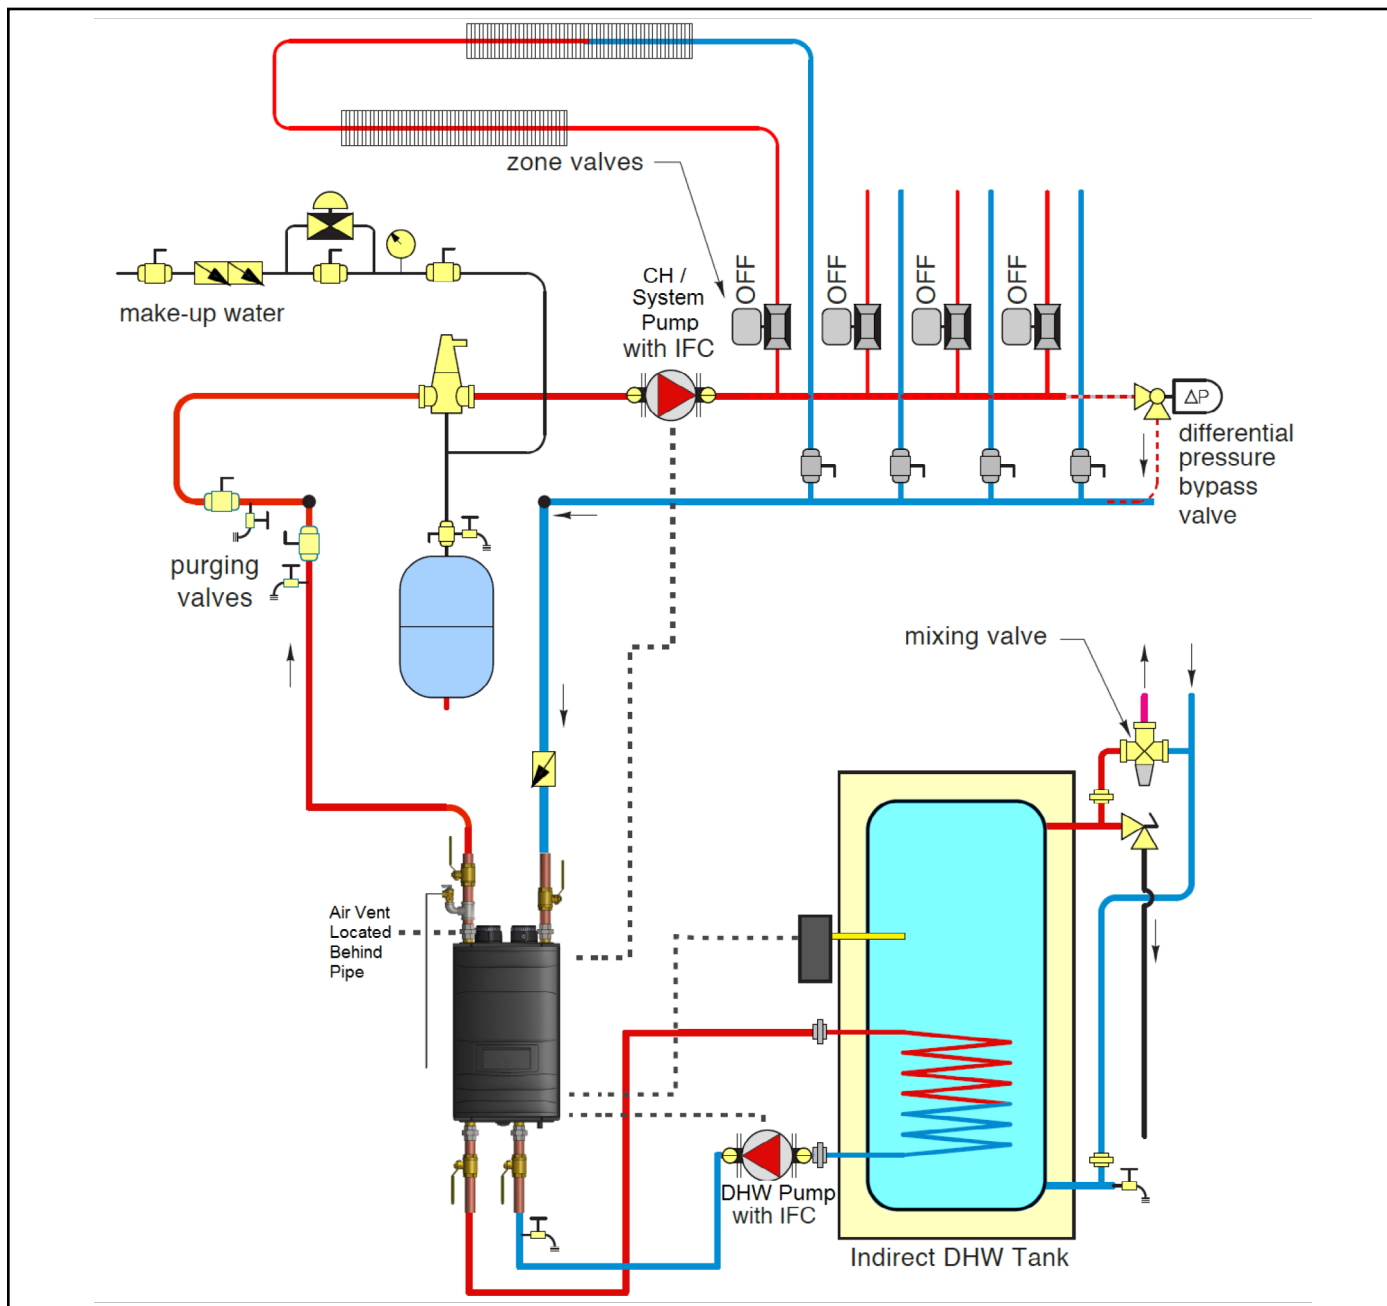 zone valves
OFF
OFF
OFF
OFF
CH /
System
Pump
with IFC
make-up water
ΔP
differential
pressure
bypass
valve
purging
valves
mixing valve
Air Vent
Located
Behind
Pipe
DHW Pump
with IFC
Indirect DHW Tank